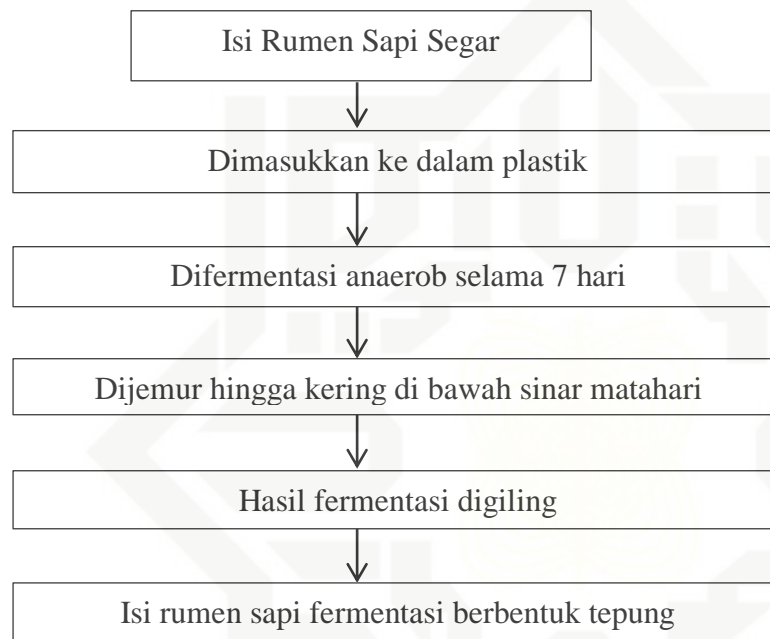 Isi Rumen Sapi Segar
Dimasukkan ke dalam plastik
Difermentasi anaerob selama 7 hari
Dijemur hingga kering di bawah sinar matahari
Hasil fermentasi digiling
Isi rumen sapi fermentasi berbentuk tepung